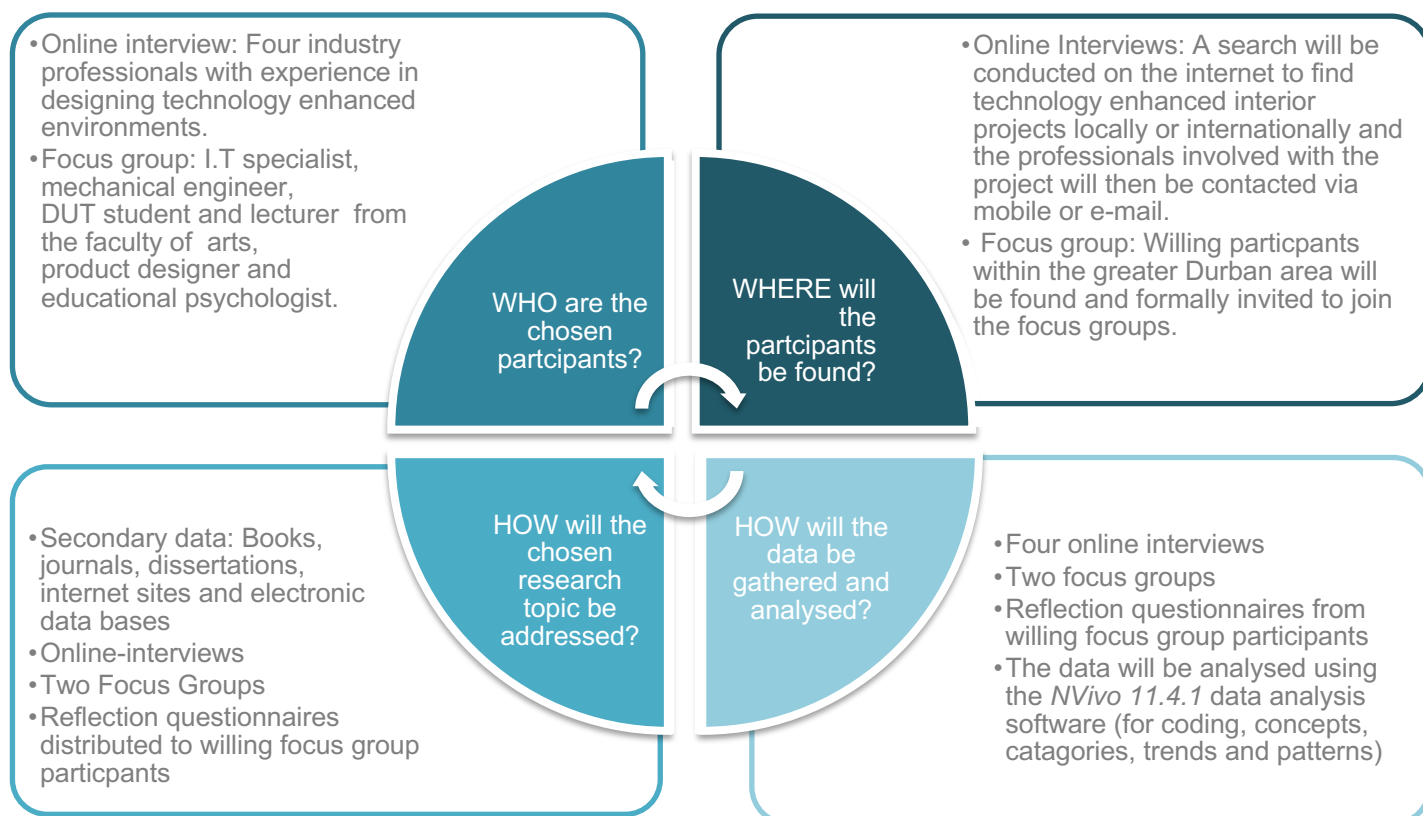 •Online interview: Four industry
professionals with experience in
designing technology enhanced
environments.
•Focus group: I.T specialist,
mechanical engineer,
DUT student and lecturer from
the faculty of arts,
product designer and
educational psychologist.
WHO are the
chosen
partcipants?
•Online Interviews: A search will be
conducted on the internet to find
technology enhanced interior
projects locally or internationally and
the professionals involved with the
project will then be contacted via
mobile or e-mail.
• Focus group: Willing particpants
within the greater Durban area will
be found and formally invited to join
the focus groups.
WHERE will
the
partcipants
be found?
•Secondary data: Books,
journals, dissertations,
internet sites and electronic
data bases
•Online-interviews
•Two Focus Groups
•Reflection questionnaires
distributed to willing focus group
particpants
HOW will the
chosen
research
topic be
addressed?
HOW will the
data be
gathered and
analysed?
•Four online interviews
•Two focus groups
•Reflection questionnaires from
willing focus group participants
•The data will be analysed using
the NVivo 11.4.1 data analysis
software (for coding, concepts,
catagories, trends and patterns)